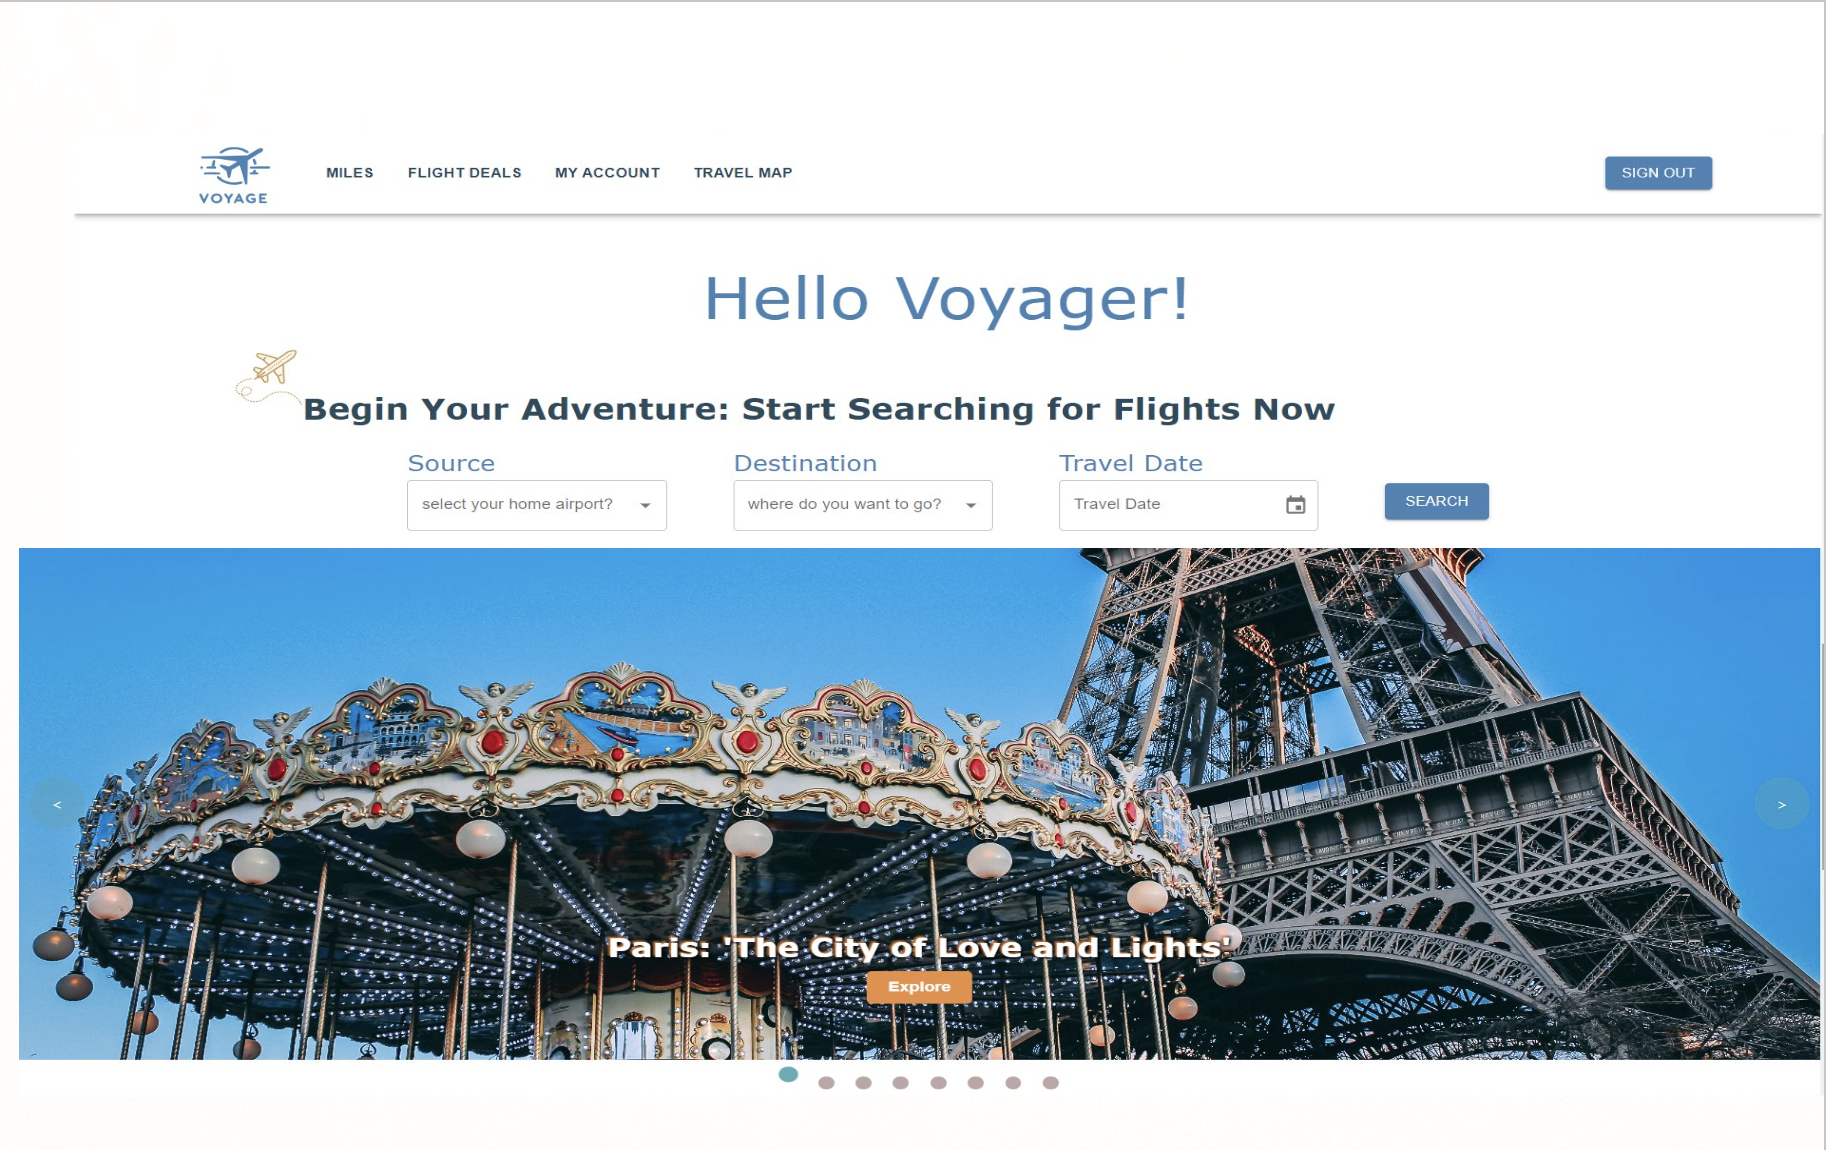 VOYAGE
MILES FLIGHT DEALS MY ACCOUNT TRAVEL MAP SIGN OUT
Hello Voyager!
Begin Your Adventure: Start Searching for Flights Now
Source Destination Travel Date
select your home airport? where do you want to go? Travel Date SEARCH
< >
Paris: 'The City of Love and Lights'
Explore